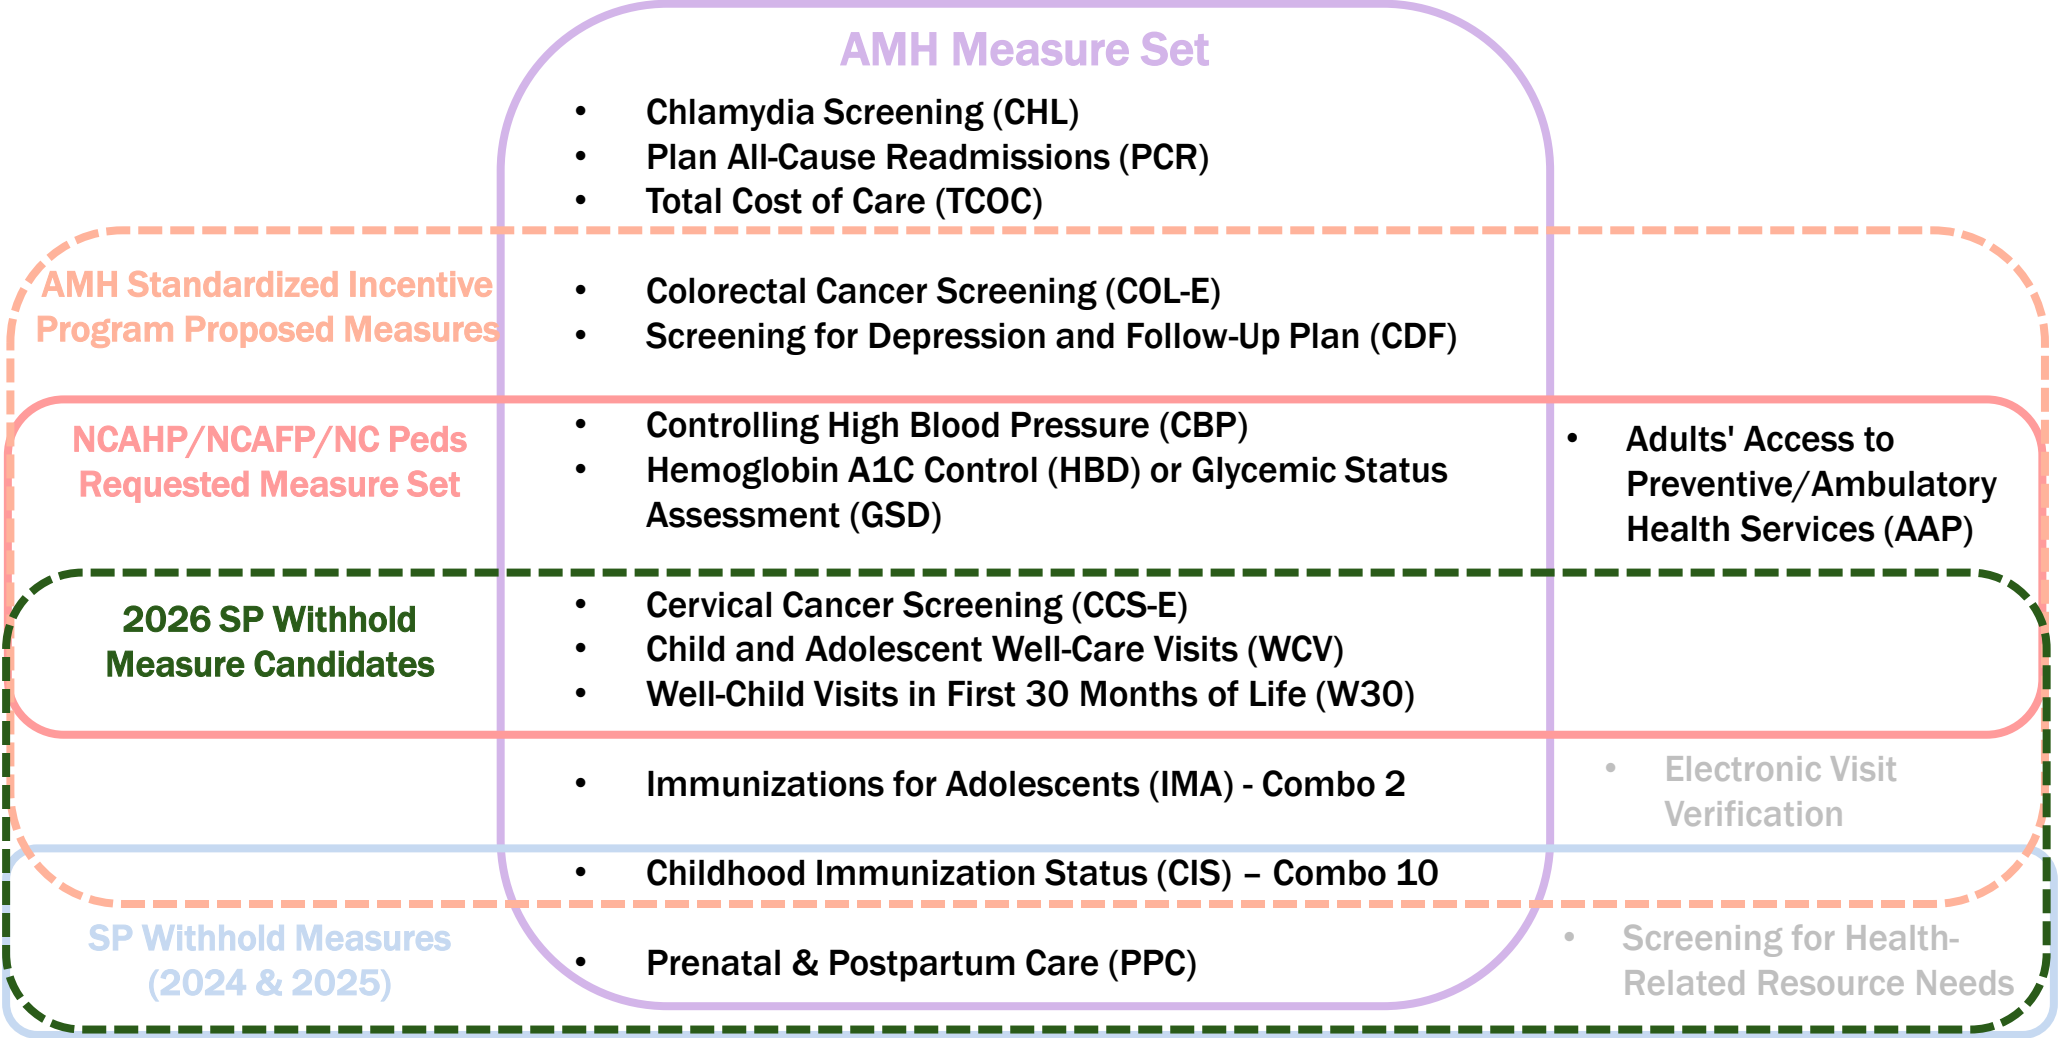 AMH Measure Set
• Chlamydia Screening (CHL)
• Plan All-Cause Readmissions (PCR)
• Total Cost of Care (TCOC)
AMH Standardized Incentive
Program Proposed Measures
• Colorectal Cancer Screening (COL-E)
• Screening for Depression and Follow-Up Plan (CDF)
NCAHP/NCAFP/NC Peds
Requested Measure Set
• Controlling High Blood Pressure (CBP)
• Hemoglobin A1C Control (HBD) or Glycemic Status
Assessment (GSD)
• Adults' Access to
Preventive/Ambulatory
Health Services (AAP)
2026 SP Withhold
Measure Candidates
• Cervical Cancer Screening (CCS-E)
• Child and Adolescent Well-Care Visits (WCV)
• Well-Child Visits in First 30 Months of Life (W30)
• Immunizations for Adolescents (IMA) - Combo 2
• Electronic Visit
Verification
• Childhood Immunization Status (CIS) – Combo 10
SP Withhold Measures
(2024 & 2025)
• Prenatal & Postpartum Care (PPC)
• Screening for Health-
Related Resource Needs